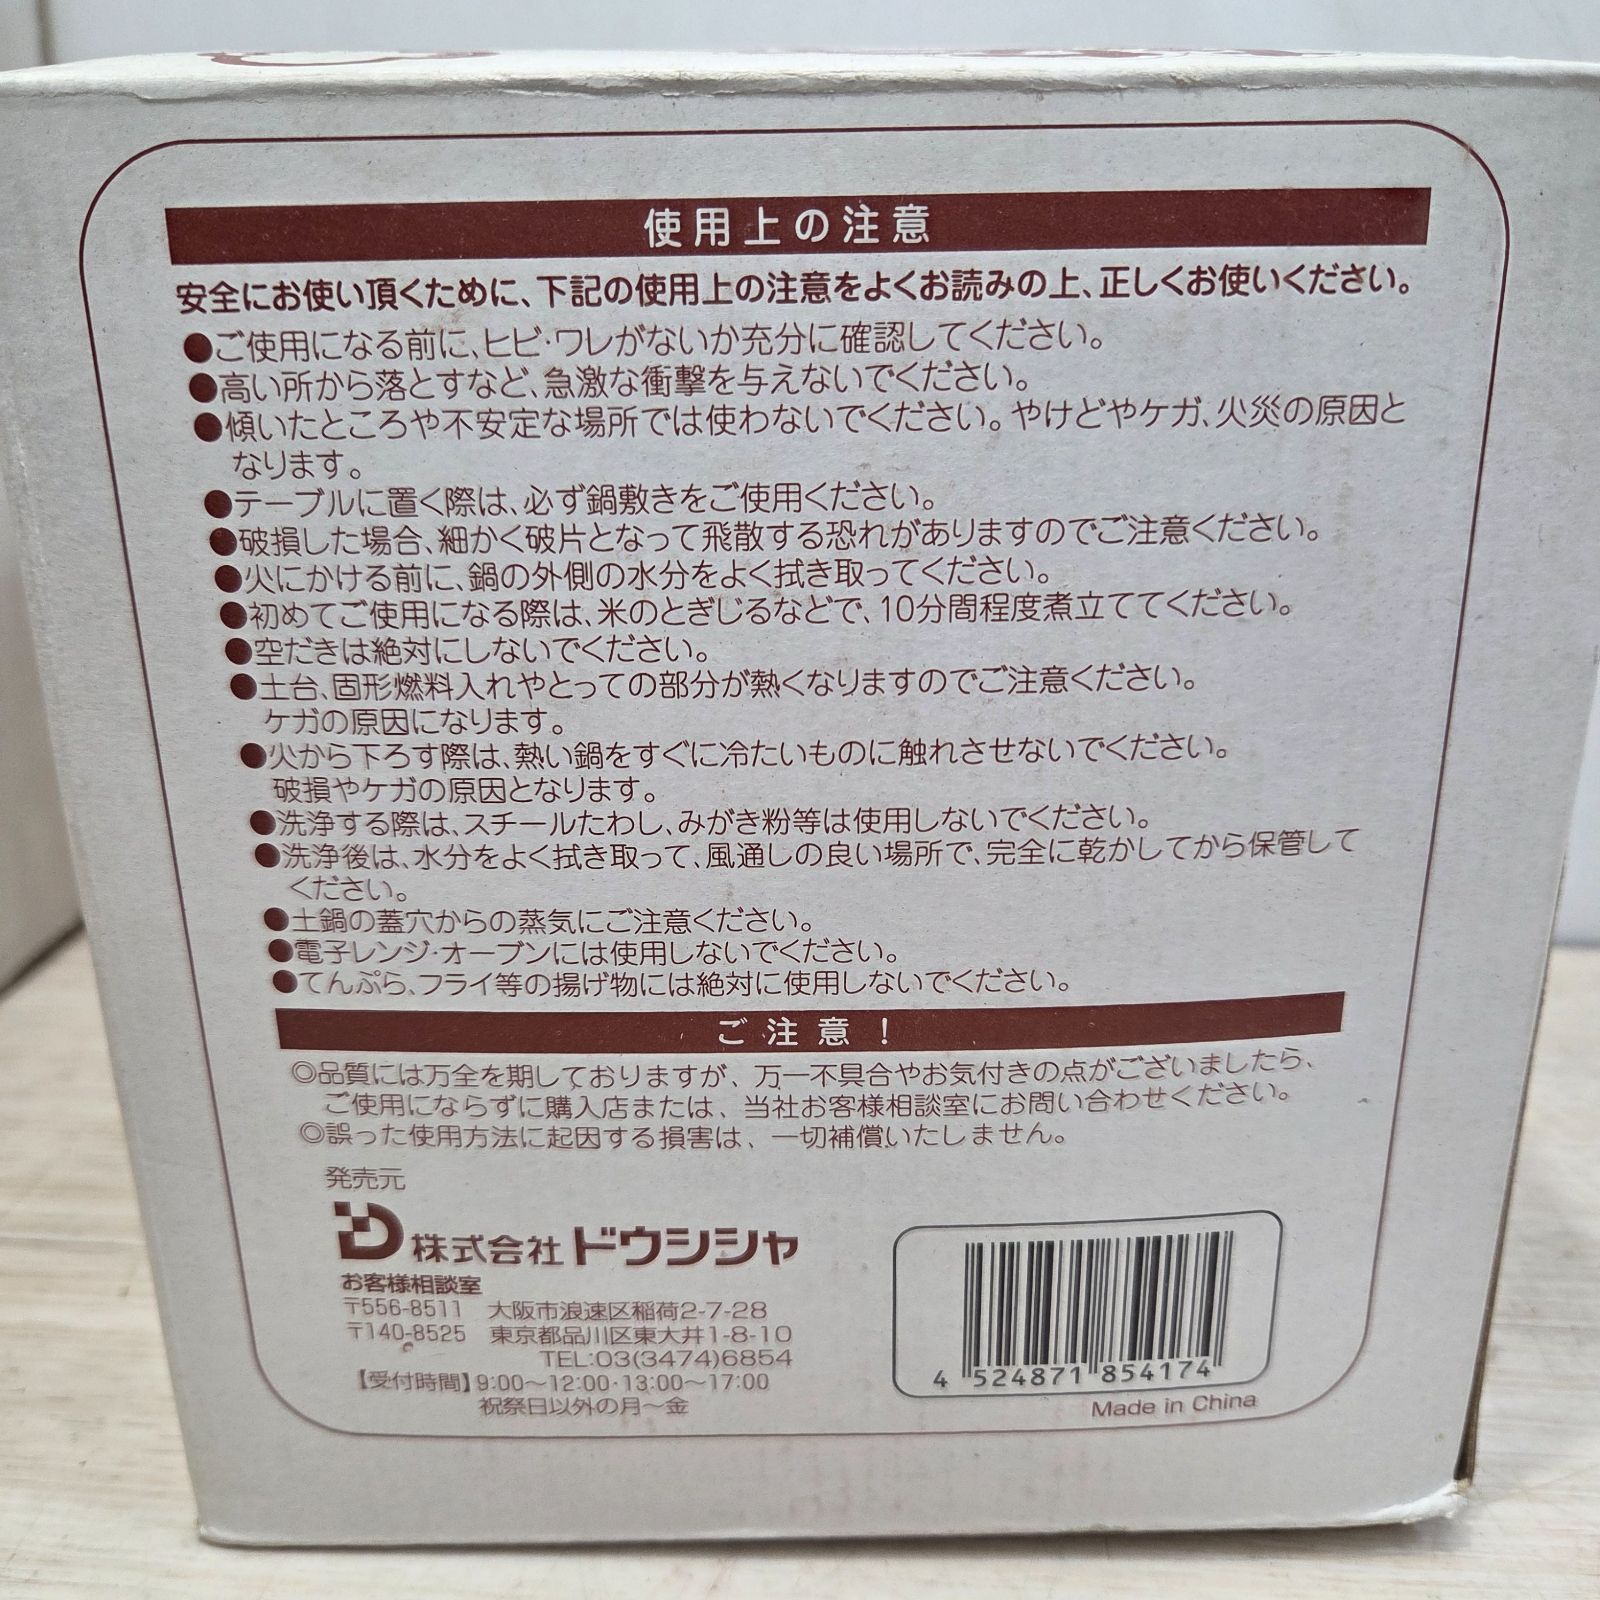 使用上の注意
安全にお使い頂くために、下記の使用上の注意をよくお読みの上、正しくお使いください。
●ご使用になる前に、ヒビ・ワレがないか充分に確認してください。
●高い所から落とすなど、急激な衝撃を与えないでください。
●傾いたところや不安定な場所では使わないでください。やけどやケガ、火災の原因と
なります。
●テーブルに置く際は、必ず鍋敷きをご使用ください。
●破損した場合、細かく破片となって飛散する恐れがありますのでご注意ください。
●火にかける前に、鍋の外側の水分をよく拭き取ってください。
●初めてご使用になる際は、米のとぎじるなどで、10分間程度煮立ててください。
●空だきは絶対にしないでください。
●土台、固形燃料入れやとっての部分が熱くなりますのでご注意ください。
ケガの原因になります。
●火から下ろす際は、熱い鍋をすぐに冷たいものに触れさせないでください。
破損やケガの原因となります。
●洗浄する際は、スチールたわし、みがき粉等は使用しないでください。
●洗浄後は、水分をよく拭き取って、風通しの良い場所で、完全に乾かしてから保管して
ください。
●土鍋の蓋穴からの蒸気にご注意ください。
●電子レンジ・オーブンには使用しないでください。
●てんぷら、フライ等の揚げ物には絶対に使用しないでください。
ご注意！
◎品質には万全を期しておりますが、万一不具合やお気付きの点がございましたら、
ご使用にならずに購入店または、当社お客様相談室にお問い合わせください。
◎誤った使用方法に起因する損害は、一切補償いたしません。
発売元
株式会社ドウシシャ
お客様相談室
〒556-8511 大阪市浪速区稲荷2-7-28
〒140-8525 東京都品川区東大井1-8-10
TEL:03(3474)6854
【受付時間】9:00～12:00・13:00～17:00
祝祭日以外の月～金
4 524871 854174
Made in China